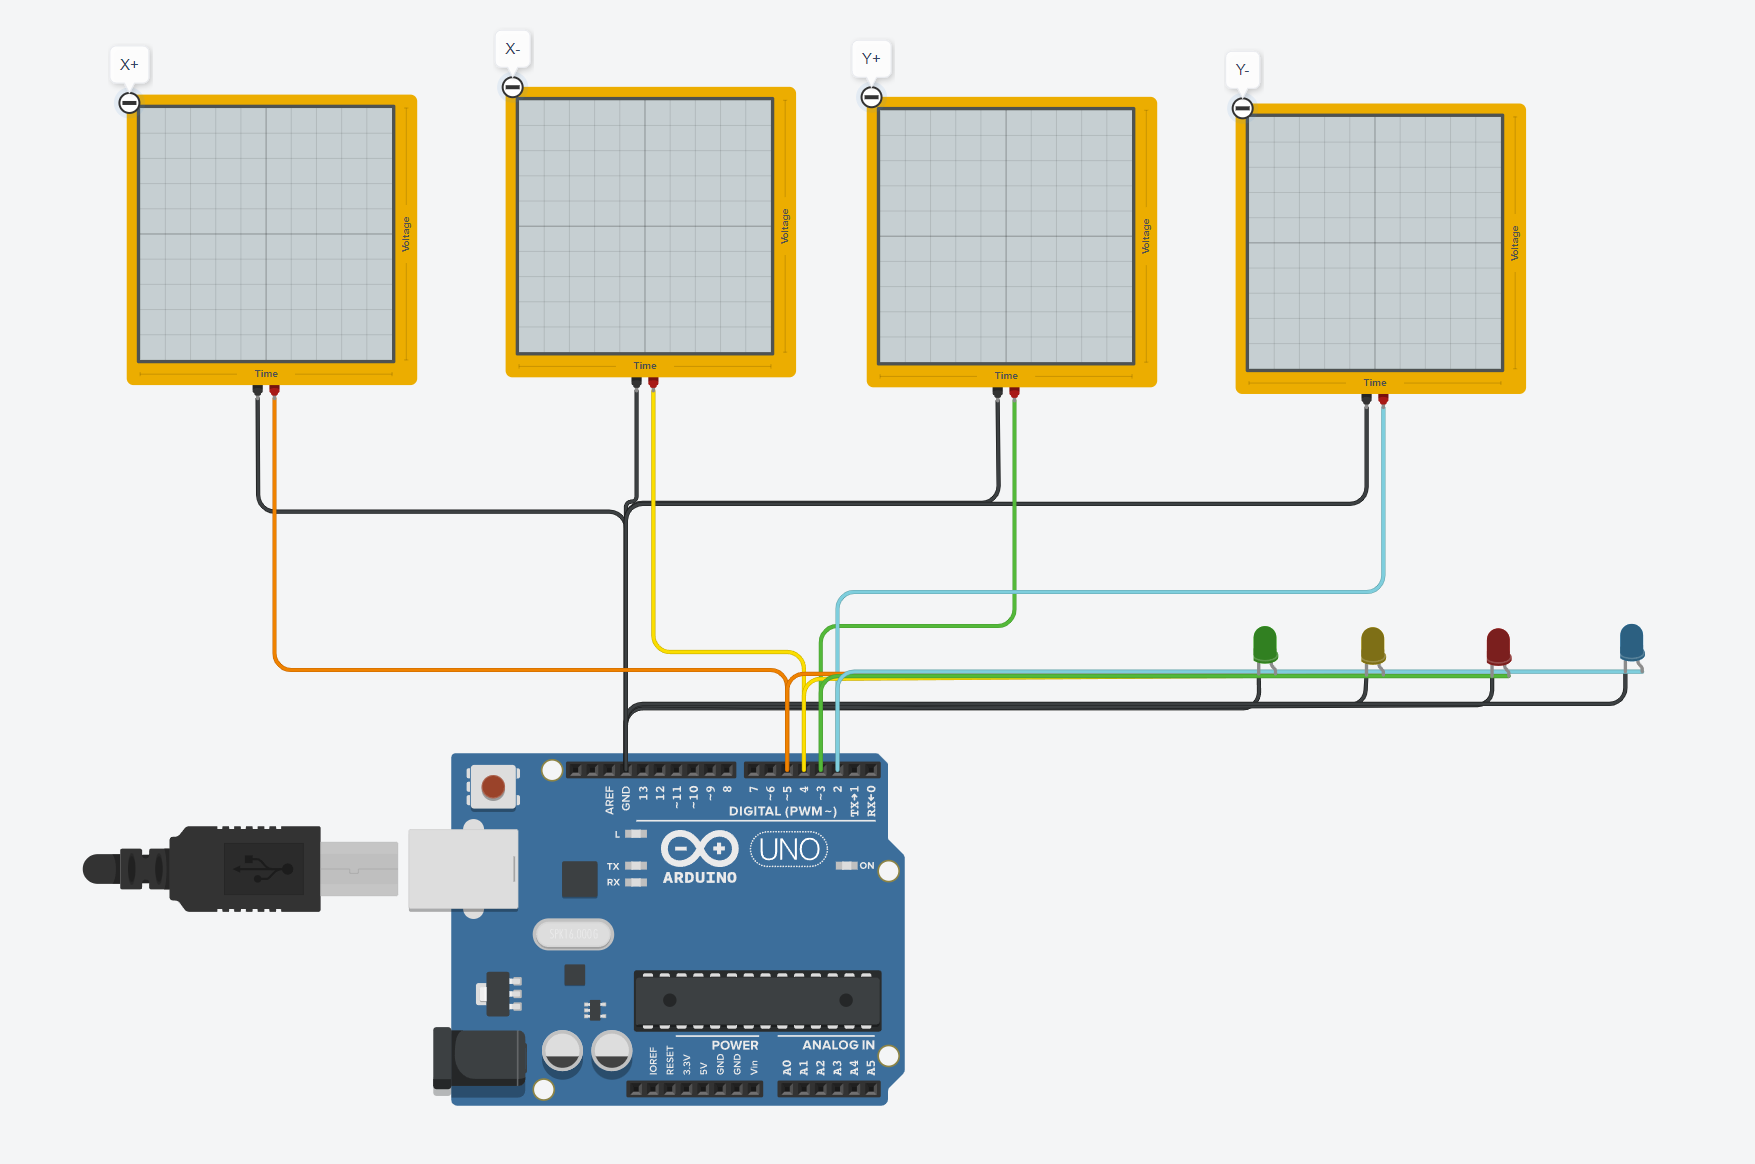 X+
X-
Y+
Y-
Voltage
Voltage
Voltage
Voltage
Time
Time
Time
Time
AREF
GND
13
12
~11
~10
~9
8
7
~6
~5
4
~3
2
TX→1
RX←0
DIGITAL (PWM~)
L
TX
RX
ARDUINO
UNO
ON
POWER
ANALOG IN
IOREF
RESET
3.3V
5V
GND
GND
Vin
A0
A1
A2
A3
A4
A5